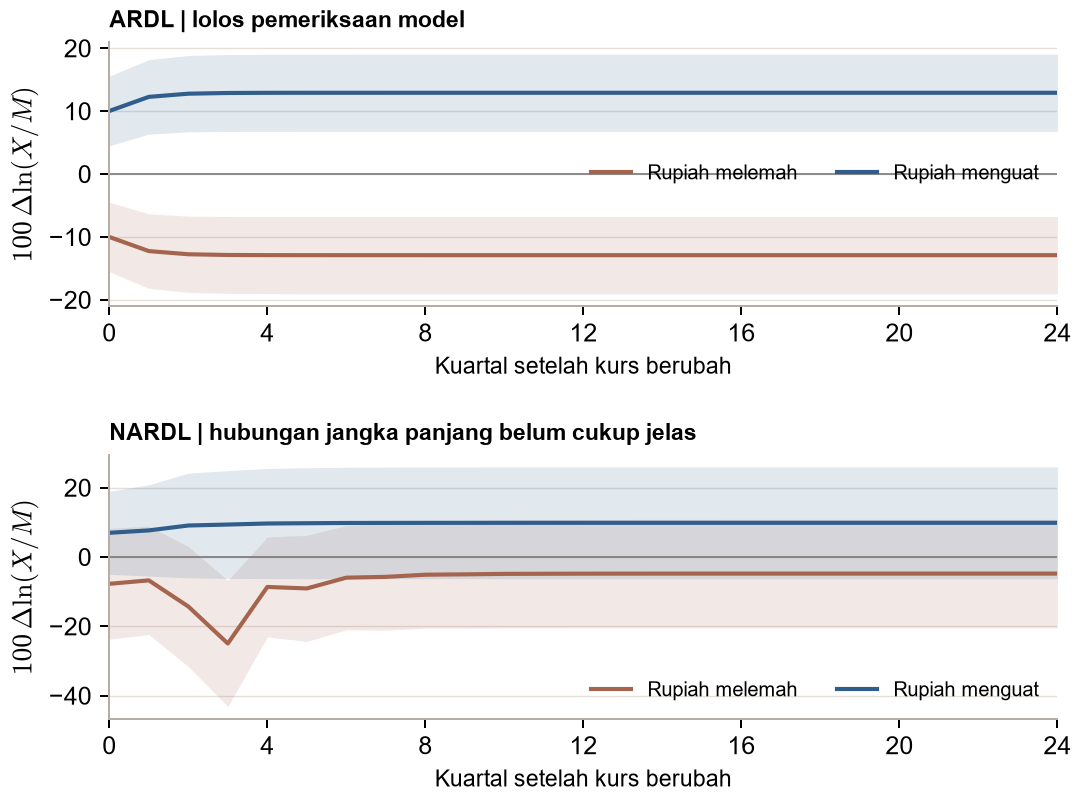 ARDL | lolos pemeriksaan model
100 Δln(X/M)
20
10
0
−10
−20
Rupiah melemah
Rupiah menguat
0 4 8 12 16 20 24
Kuartal setelah kurs berubah
NARDL | hubungan jangka panjang belum cukup jelas
100 Δln(X/M)
20
0
−20
−40
Rupiah melemah
Rupiah menguat
0 4 8 12 16 20 24
Kuartal setelah kurs berubah